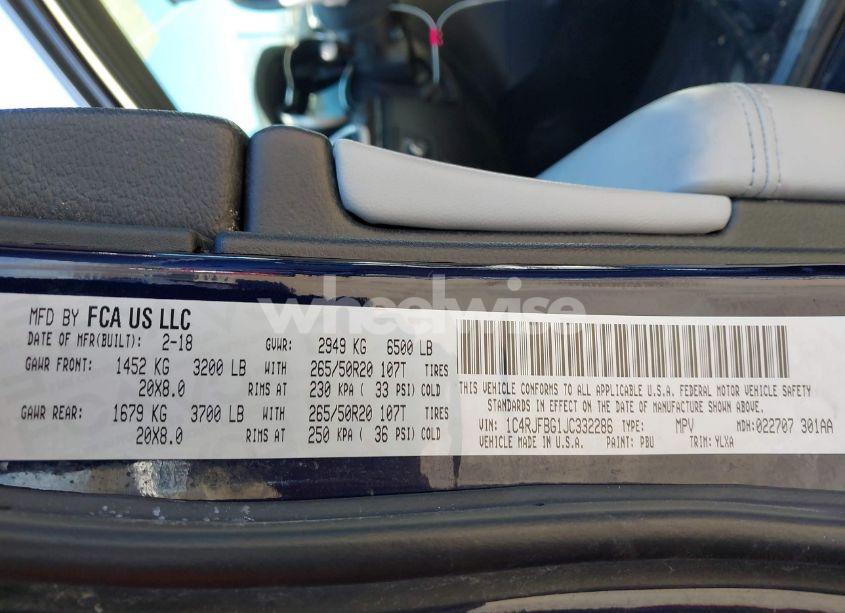 wheelwise
MFD BY FCA US LLC
DATE OF MFR(BUILT): 2-18 GVWR: 2949 KG 6500 LB
GAWR FRONT: 1452 KG 3200 LB WITH 265/50R20 107T TIRES
20X8.0 RIMS AT 230 KPA ( 33 PSI) COLD
GAWR REAR: 1679 KG 3700 LB WITH 265/50R20 107T TIRES
20X8.0 RIMS AT 250 KPA ( 36 PSI) COLD
THIS VEHICLE CONFORMS TO ALL APPLICABLE U.S.A. FEDERAL MOTOR VEHICLE SAFETY
STANDARDS IN EFFECT ON THE DATE OF MANUFACTURE SHOWN ABOVE.
VIN: 1C4RJFBG1JC332286 TYPE: MPV MDH: 022707 301AA
VEHICLE MADE IN U.S.A. PAINT: PBU TRIM: YLXA